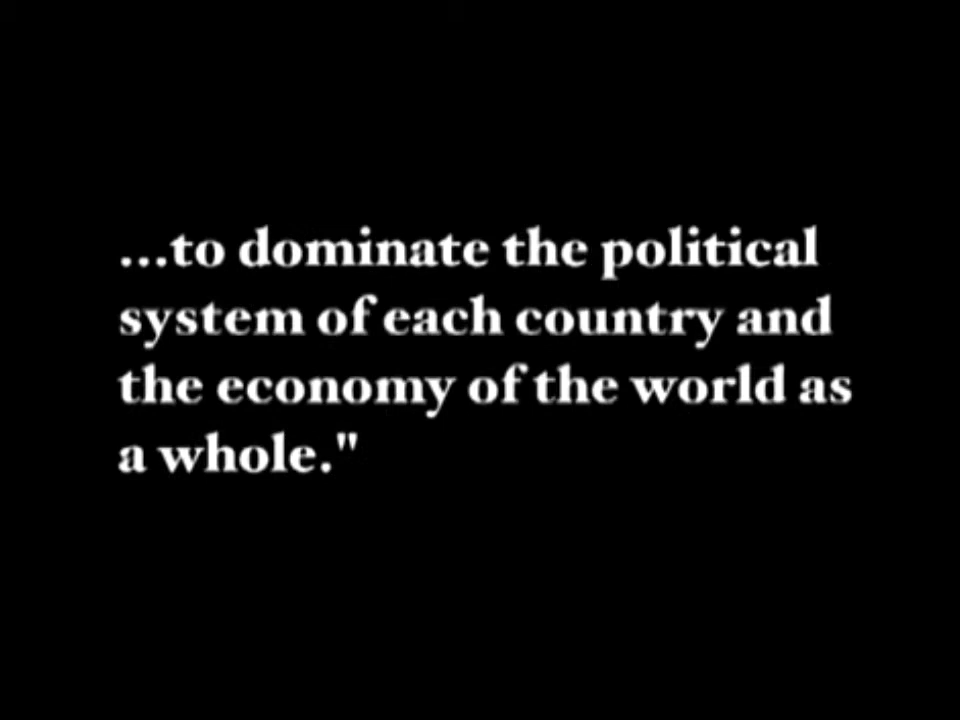 ...to dominate the political
system of each country and
the economy of the world as
a whole."